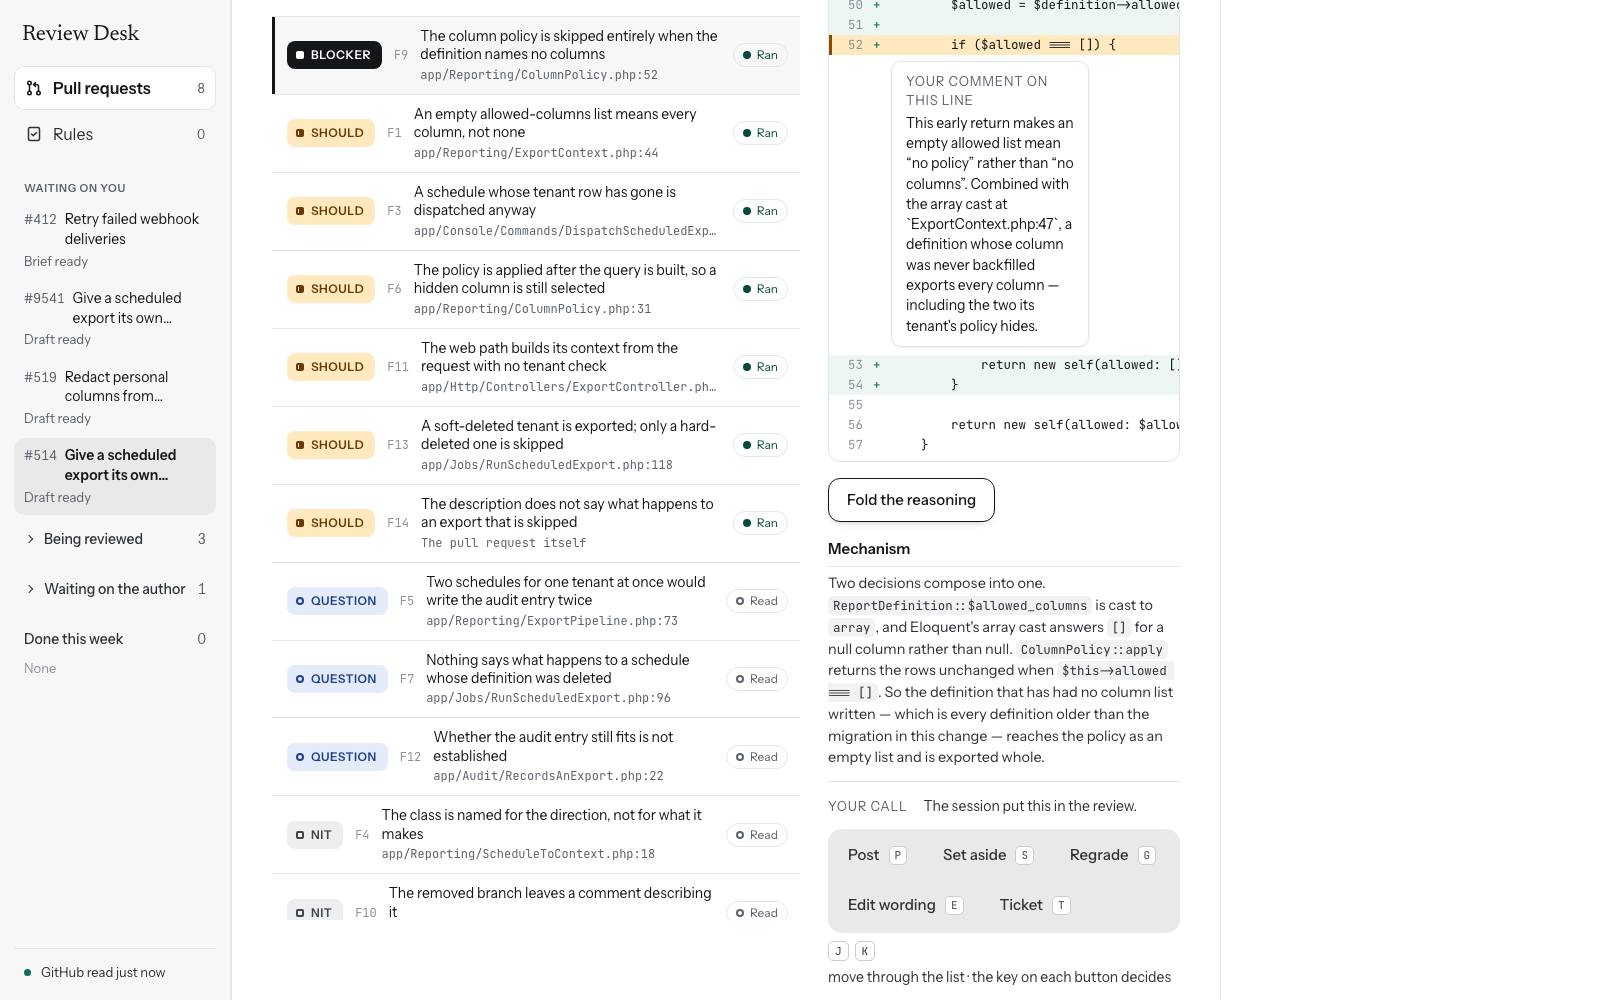 Review Desk
Pull requests 8
Rules 0
WAITING ON YOU
#412 Retry failed webhook
deliveries
Brief ready
#9541 Give a scheduled
export its own…
Draft ready
#519 Redact personal
columns from…
Draft ready
#514 Give a scheduled
export its own…
Draft ready
Being reviewed 3
Waiting on the author 1
Done this week 0
None
GitHub read just now
BLOCKER F9 The column policy is skipped entirely when the
definition names no columns
app/Reporting/ColumnPolicy.php:52
Ran
SHOULD F1 An empty allowed-columns list means every
column, not none
app/Reporting/ExportContext.php:44
Ran
SHOULD F3 A schedule whose tenant row has gone is
dispatched anyway
app/Console/Commands/DispatchScheduledExp…
Ran
SHOULD F6 The policy is applied after the query is built, so a
hidden column is still selected
app/Reporting/ColumnPolicy.php:31
Ran
SHOULD F11 The web path builds its context from the
request with no tenant check
app/Http/Controllers/ExportController.ph…
Ran
SHOULD F13 A soft-deleted tenant is exported; only a hard-
deleted one is skipped
app/Jobs/RunScheduledExport.php:118
Ran
SHOULD F14 The description does not say what happens to
an export that is skipped
The pull request itself
Ran
QUESTION F5 Two schedules for one tenant at once would
write the audit entry twice
app/Reporting/ExportPipeline.php:73
Read
QUESTION F7 Nothing says what happens to a schedule
whose definition was deleted
app/Jobs/RunScheduledExport.php:96
Read
QUESTION F12 Whether the audit entry still fits is not
established
app/Audit/RecordsAnExport.php:22
Read
NIT F4 The class is named for the direction, not for what it
makes
app/Reporting/ScheduleToContext.php:18
Read
NIT F10 The removed branch leaves a comment describing
it
Read
50 + $allowed = $definition->allowed
51 +
52 + if ($allowed === []) {
YOUR COMMENT ON
THIS LINE
This early return makes an
empty allowed list mean
“no policy” rather than “no
columns”. Combined with
the array cast at
`ExportContext.php:47`, a
definition whose column
was never backfilled
exports every column —
including the two its
tenant's policy hides.
53 + return new self(allowed: []
54 + }
55
56 return new self(allowed: $allow
57 }
Fold the reasoning
Mechanism
Two decisions compose into one.
ReportDefinition::$allowed_columns is cast to
array, and Eloquent's array cast answers [] for a
null column rather than null. ColumnPolicy::apply
returns the rows unchanged when $this->allowed
=== []. So the definition that has had no column list
written — which is every definition older than the
migration in this change — reaches the policy as an
empty list and is exported whole.
YOUR CALL The session put this in the review.
Post P Set aside S Regrade G
Edit wording E Ticket T
J K
move through the list · the key on each button decides